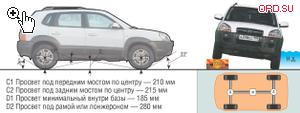 ORD.SU
C1 Просвет под передним мостом по центру — 210 мм
C2 Просвет под задним мостом по центру — 215 мм
D1 Просвет минимальный внутри базы — 185 мм
D2 Просвет под рамой или лонжероном — 280 мм